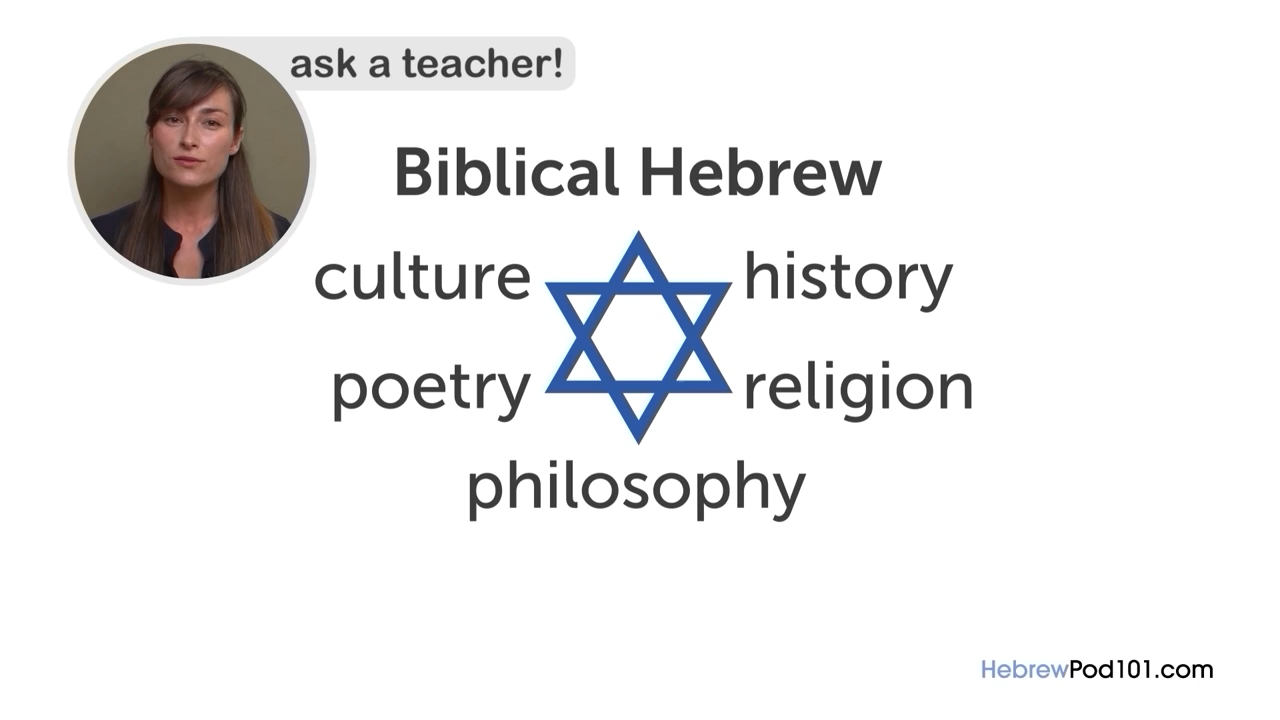 ask a teacher!
Biblical Hebrew
culture history
poetry religion
philosophy
HebrewPod101.com